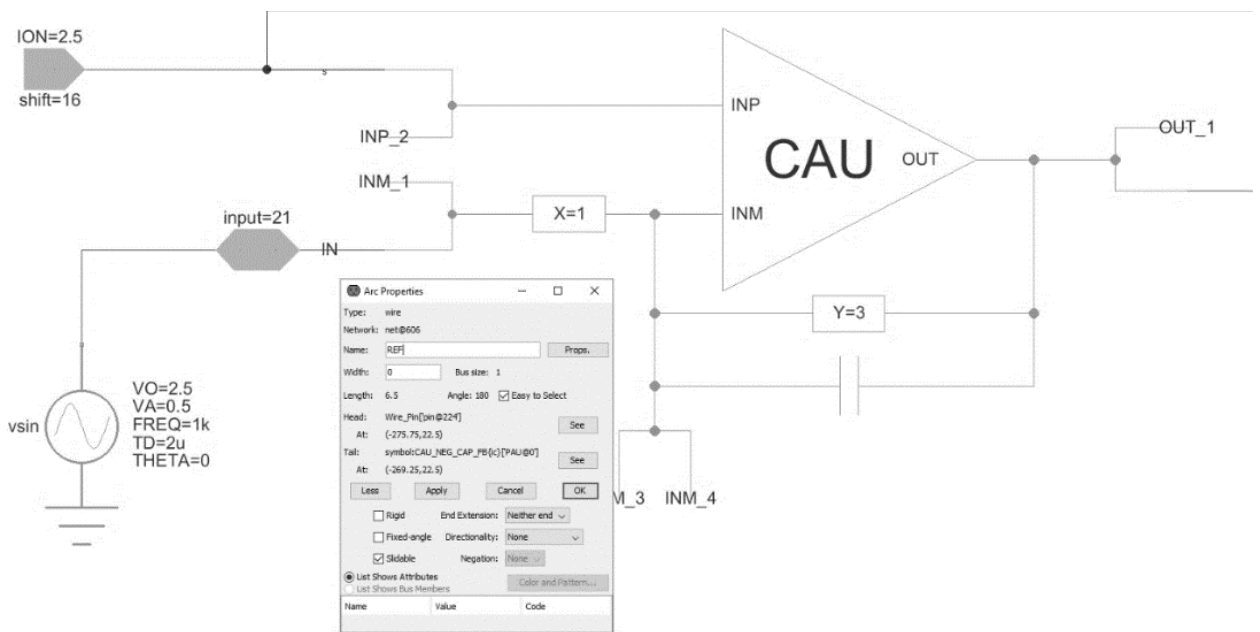 ION=2.5
shift=16
s
INP_2
INM_1
input=21
IN
X=1
INP
CAU
OUT
INM
OUT_1
Y=3
M_3
INM_4
vsin
VO=2.5
VA=0.5
FREQ=1k
TD=2u
THETA=0
Arc Properties
Type: wire
Network: net@606
Name: REF Props.
Width: 0 Bus size: 1
Length: 6.5 Angle: 180 Easy to Select
Head: Wire_Pin['pin@224'] See
At: (-275.75,22.5)
Tail: symbol:CAU_NEG_CAP_FB{ic}['PAU@0'] See
At: (-269.25,22.5)
Less Apply Cancel OK
Rigid End Extension: Neither end
Fixed-angle Directionality: None
Slidable Negation: None
List Shows Attributes Color and Pattern...
List Shows Bus Members
Name Value Code